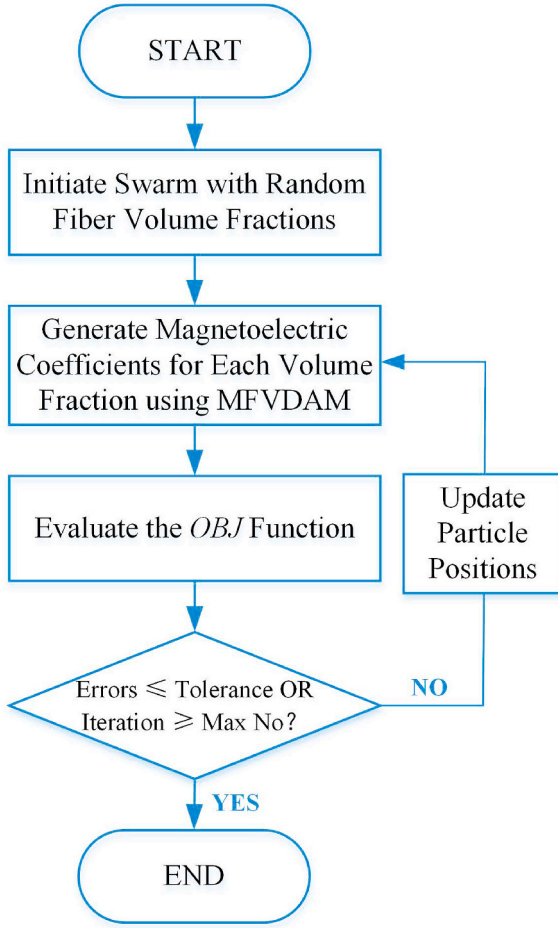 START
Initiate Swarm with Random
Fiber Volume Fractions
Generate Magnetoelectric
Coefficients for Each Volume
Fraction using MFVDAM
Evaluate the OBJ Function
Update
Particle
Positions
Errors ≤ Tolerance OR
Iteration ≥ Max No?
NO
YES
END